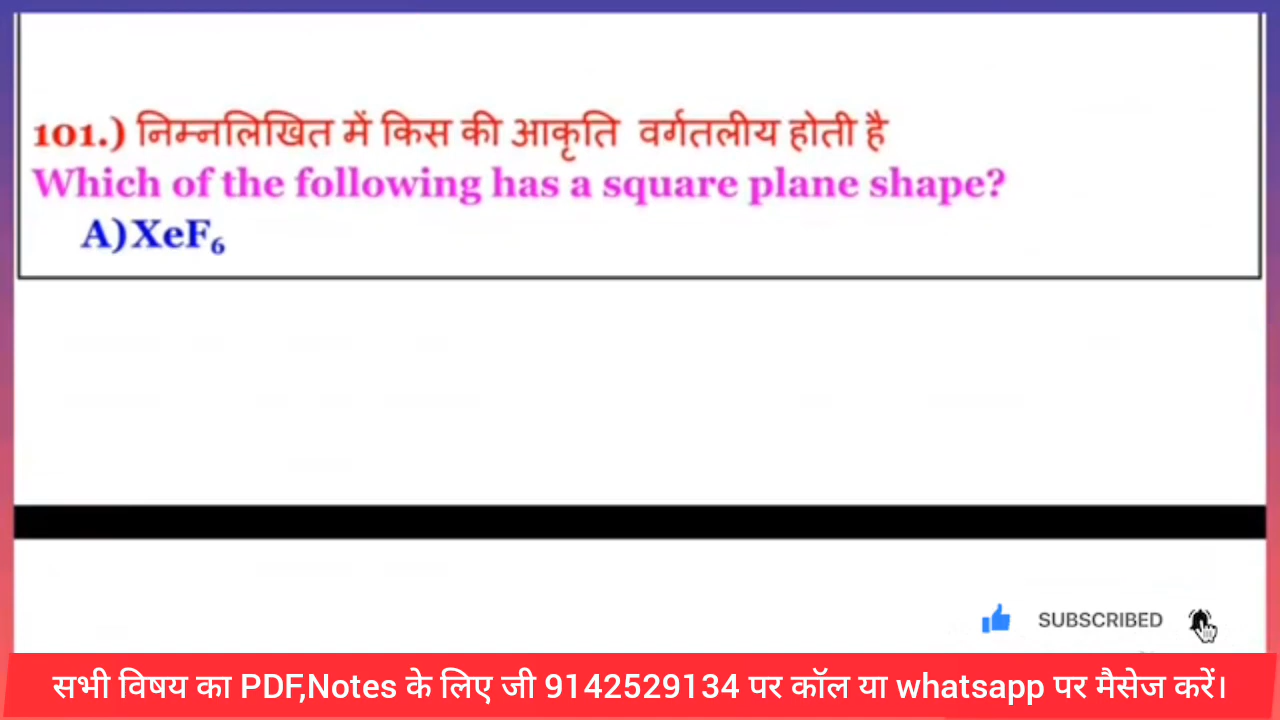 101.) निम्नलिखित में किस की आकृति वर्गतलीय होती है
Which of the following has a square plane shape?
A) XeF₆
SUBSCRIBED
सभी विषय का PDF,Notes के लिए जी 9142529134 पर कॉल या whatsapp पर मैसेज करें।